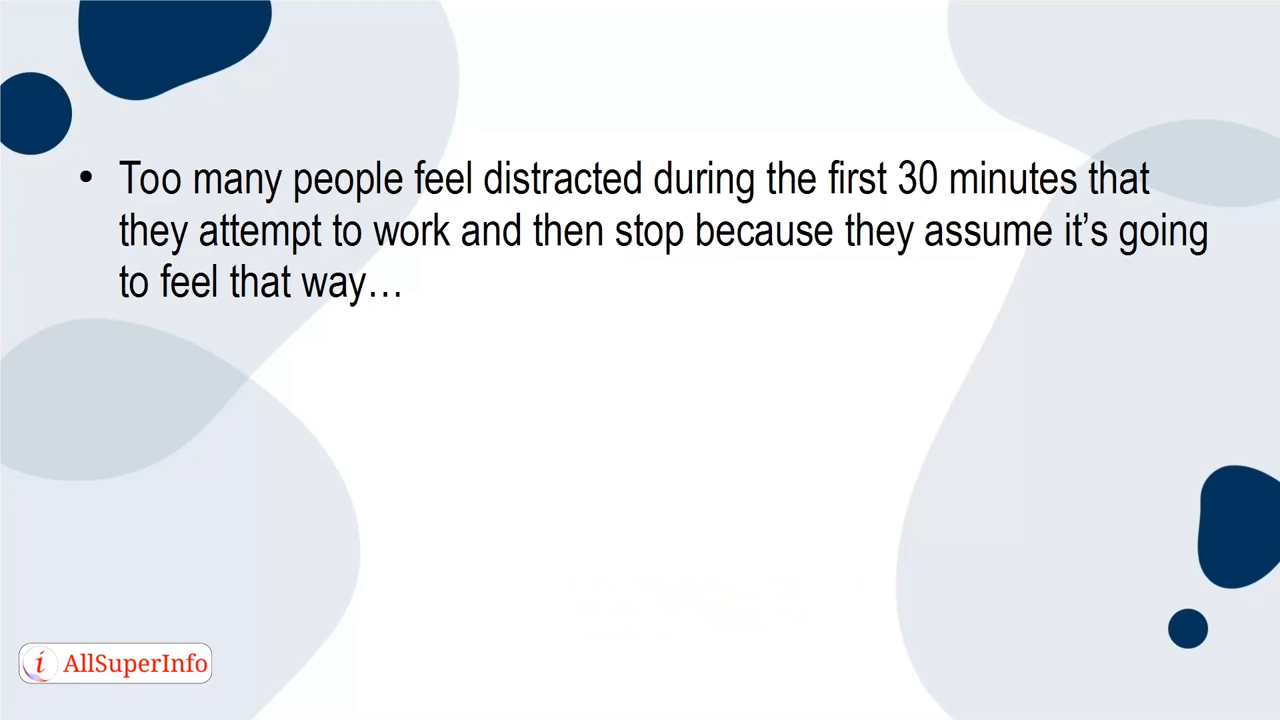 • Too many people feel distracted during the first 30 minutes that
they attempt to work and then stop because they assume it’s going
to feel that way…
i AllSuperInfo